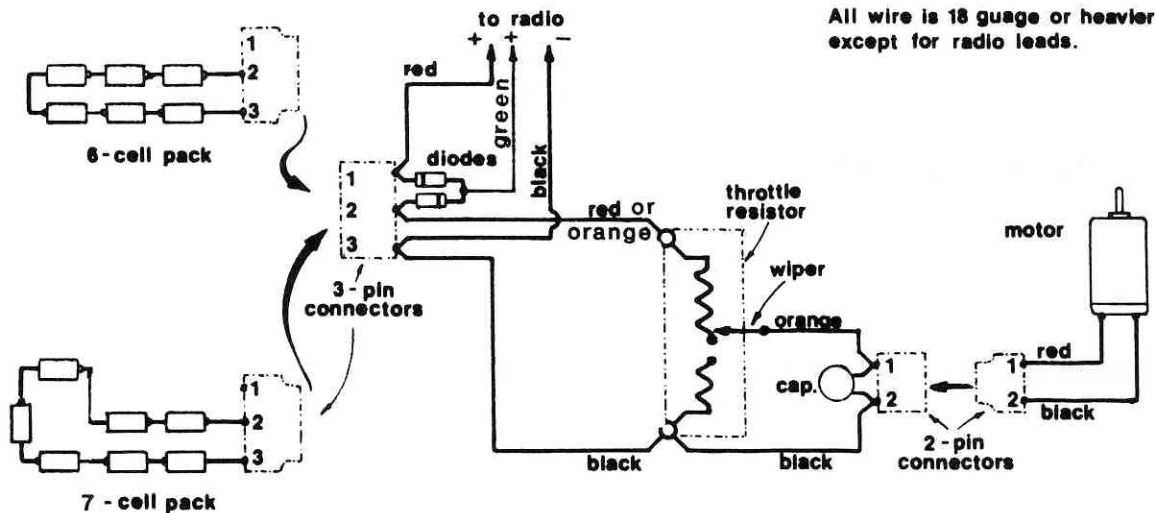 to radio
+ + −
All wire is 18 guage or heavier
except for radio leads.
1
2
3
6-cell pack
red
green
black
diodes
1
2
3
3-pin
connectors
red or
orange
throttle
resistor
wiper
orange
motor
cap.
1
2
1
2
red
black
2-pin
connectors
black
black
1
2
3
7-cell pack